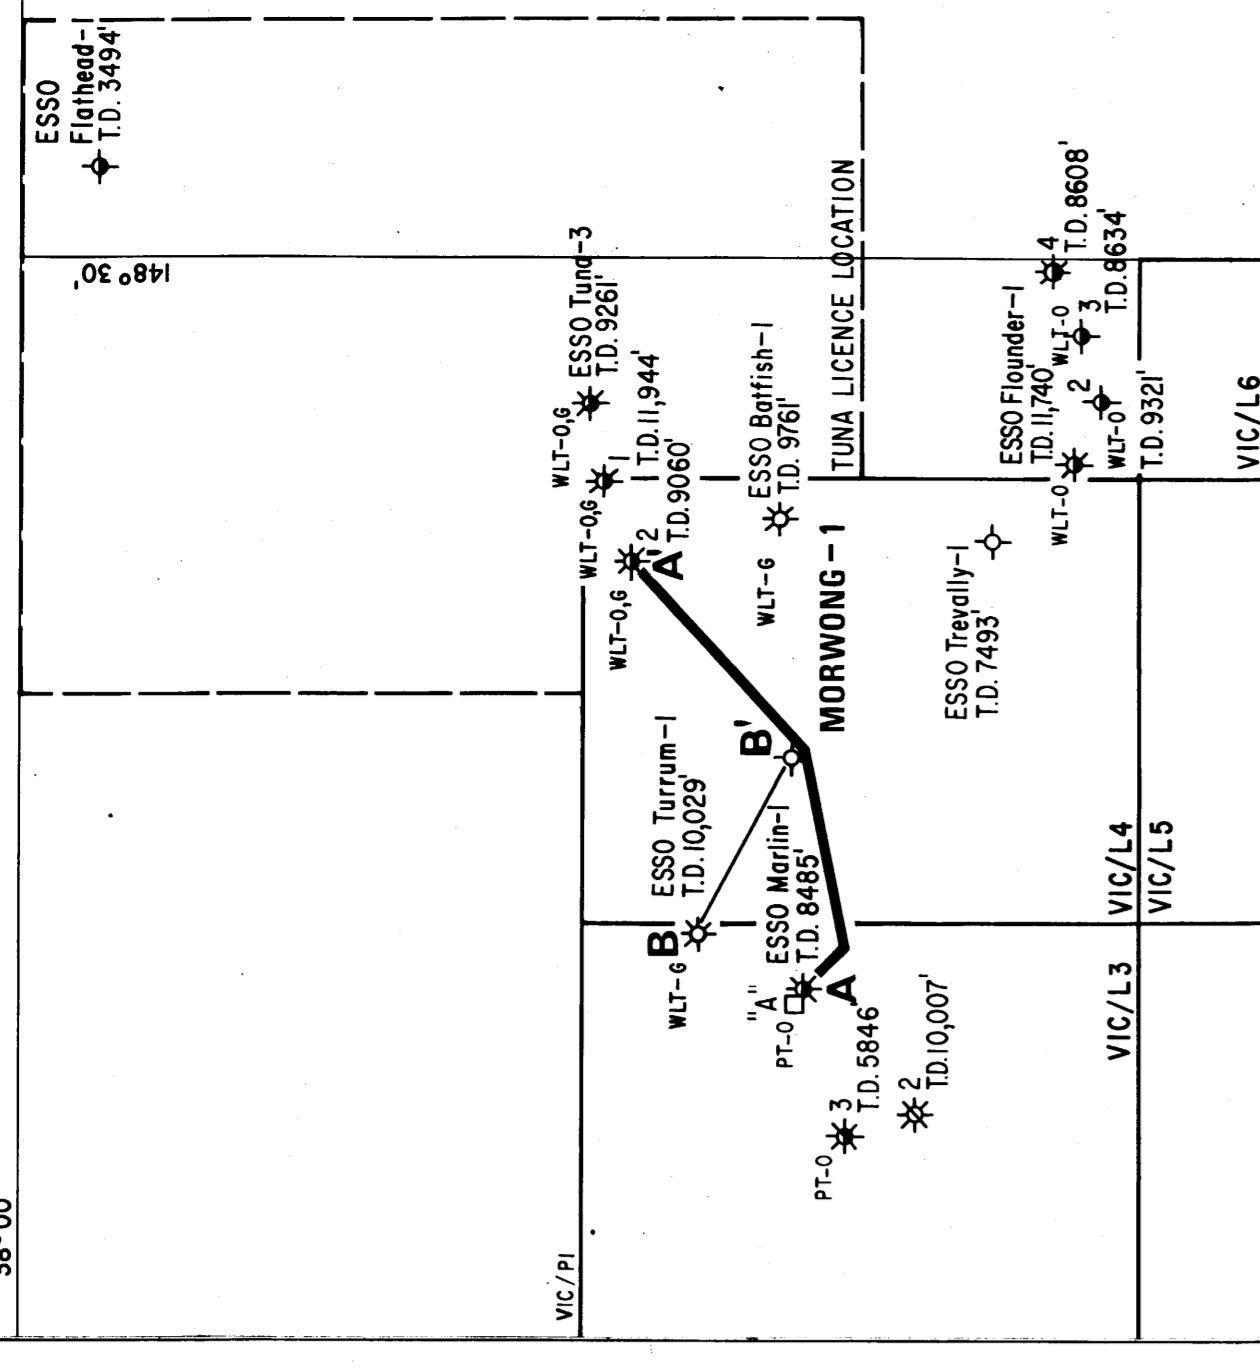 38°00'
ESSO
Flathead-1
T.D. 3494'
148°30'
VIC/P1
WLT-O,G
ESSO Tuna-3
T.D. 9261'
WLT-O,G
1
T.D. 11,944'
WLT-O,G
2
T.D. 9060'
A'
WLT-G
ESSO Batfish-1
T.D. 9761'
TUNA LICENCE LOCATION
B
WLT-G
ESSO Turrum-1
T.D. 10,029'
B'
MORWONG-1
"A"
PT-O
ESSO Marlin-1
T.D. 8485'
A
PT-O
3
T.D. 5846'
2
T.D. 10,007'
ESSO Trevally-1
T.D. 7493'
WLT-O
ESSO Flounder-1
T.D. 11,740'
WLT-O
2
T.D. 9321'
WLT-O
3
T.D. 8634'
4
T.D. 8608'
VIC/L3
VIC/L4
VIC/L5
VIC/L6